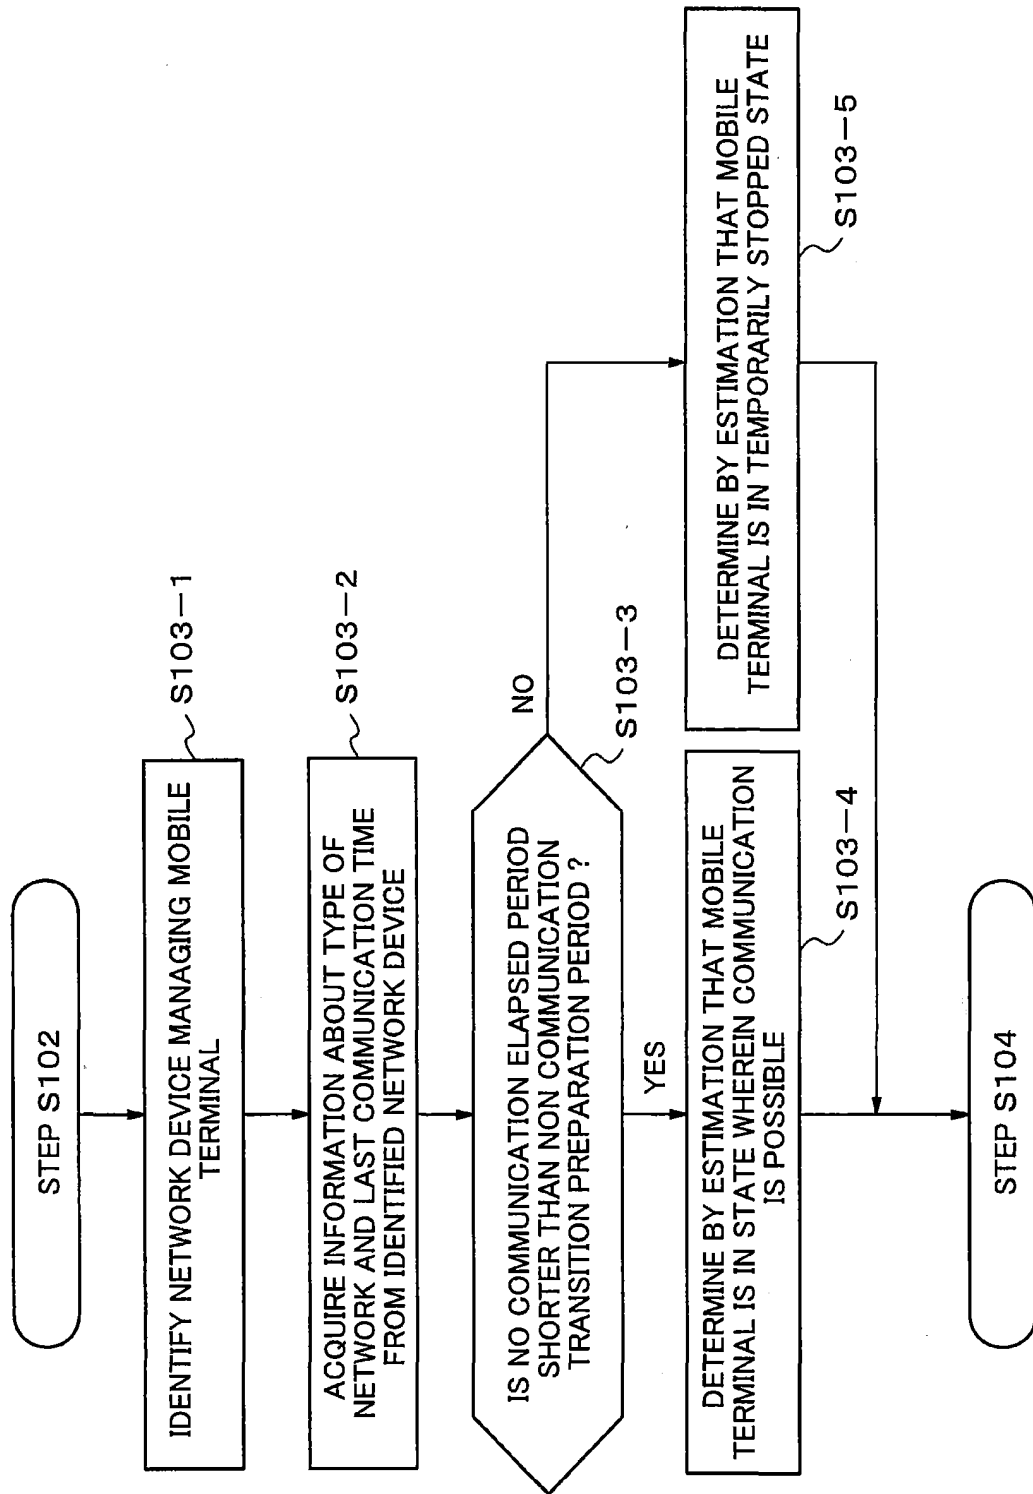 STEP S102
IDENTIFY NETWORK DEVICE MANAGING MOBILE
TERMINAL
S103-1
ACQUIRE INFORMATION ABOUT TYPE OF
NETWORK AND LAST COMMUNICATION TIME
FROM IDENTIFIED NETWORK DEVICE
S103-2
IS NO COMMUNICATION ELAPSED PERIOD
SHORTER THAN NON COMMUNICATION
TRANSITION PREPARATION PERIOD ?
S103-3
NO
YES
DETERMINE BY ESTIMATION THAT MOBILE
TERMINAL IS IN STATE WHEREIN COMMUNICATION
IS POSSIBLE
S103-4
DETERMINE BY ESTIMATION THAT MOBILE
TERMINAL IS IN TEMPORARILY STOPPED STATE
S103-5
STEP S104